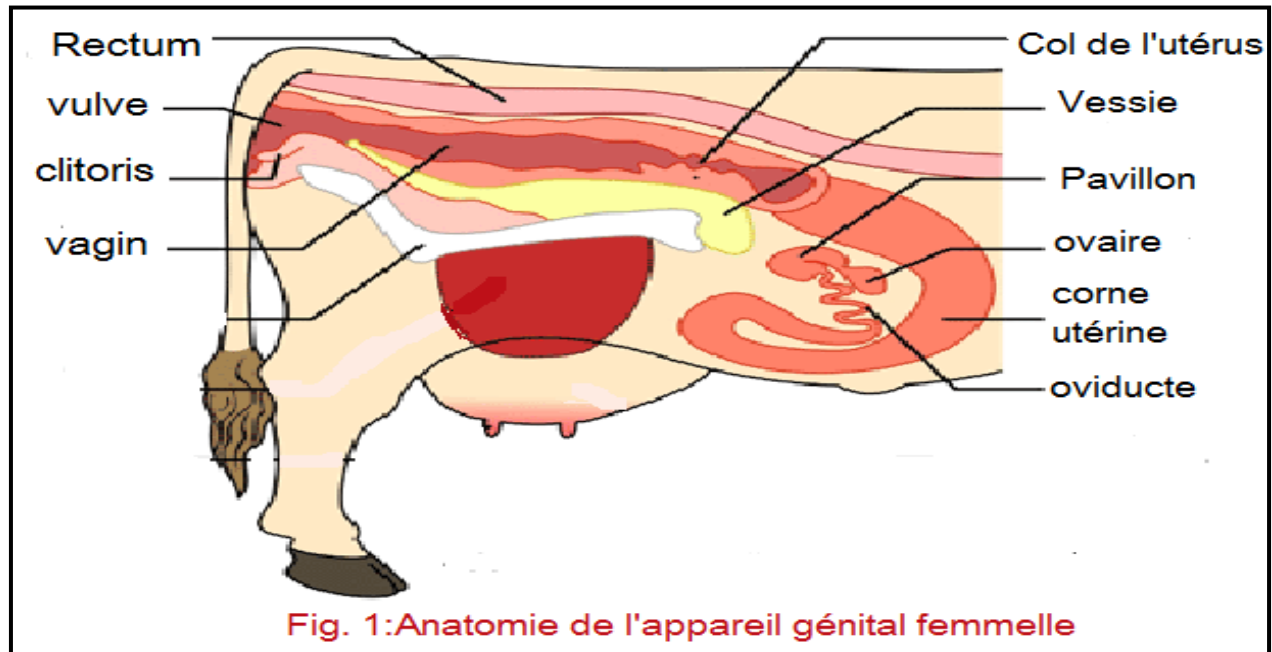 Rectum
vulve
clitoris
vagin
Col de l'utérus
Vessie
Pavillon
ovaire
corne
utérine
oviducte
Fig. 1:Anatomie de l'appareil génital femmelle